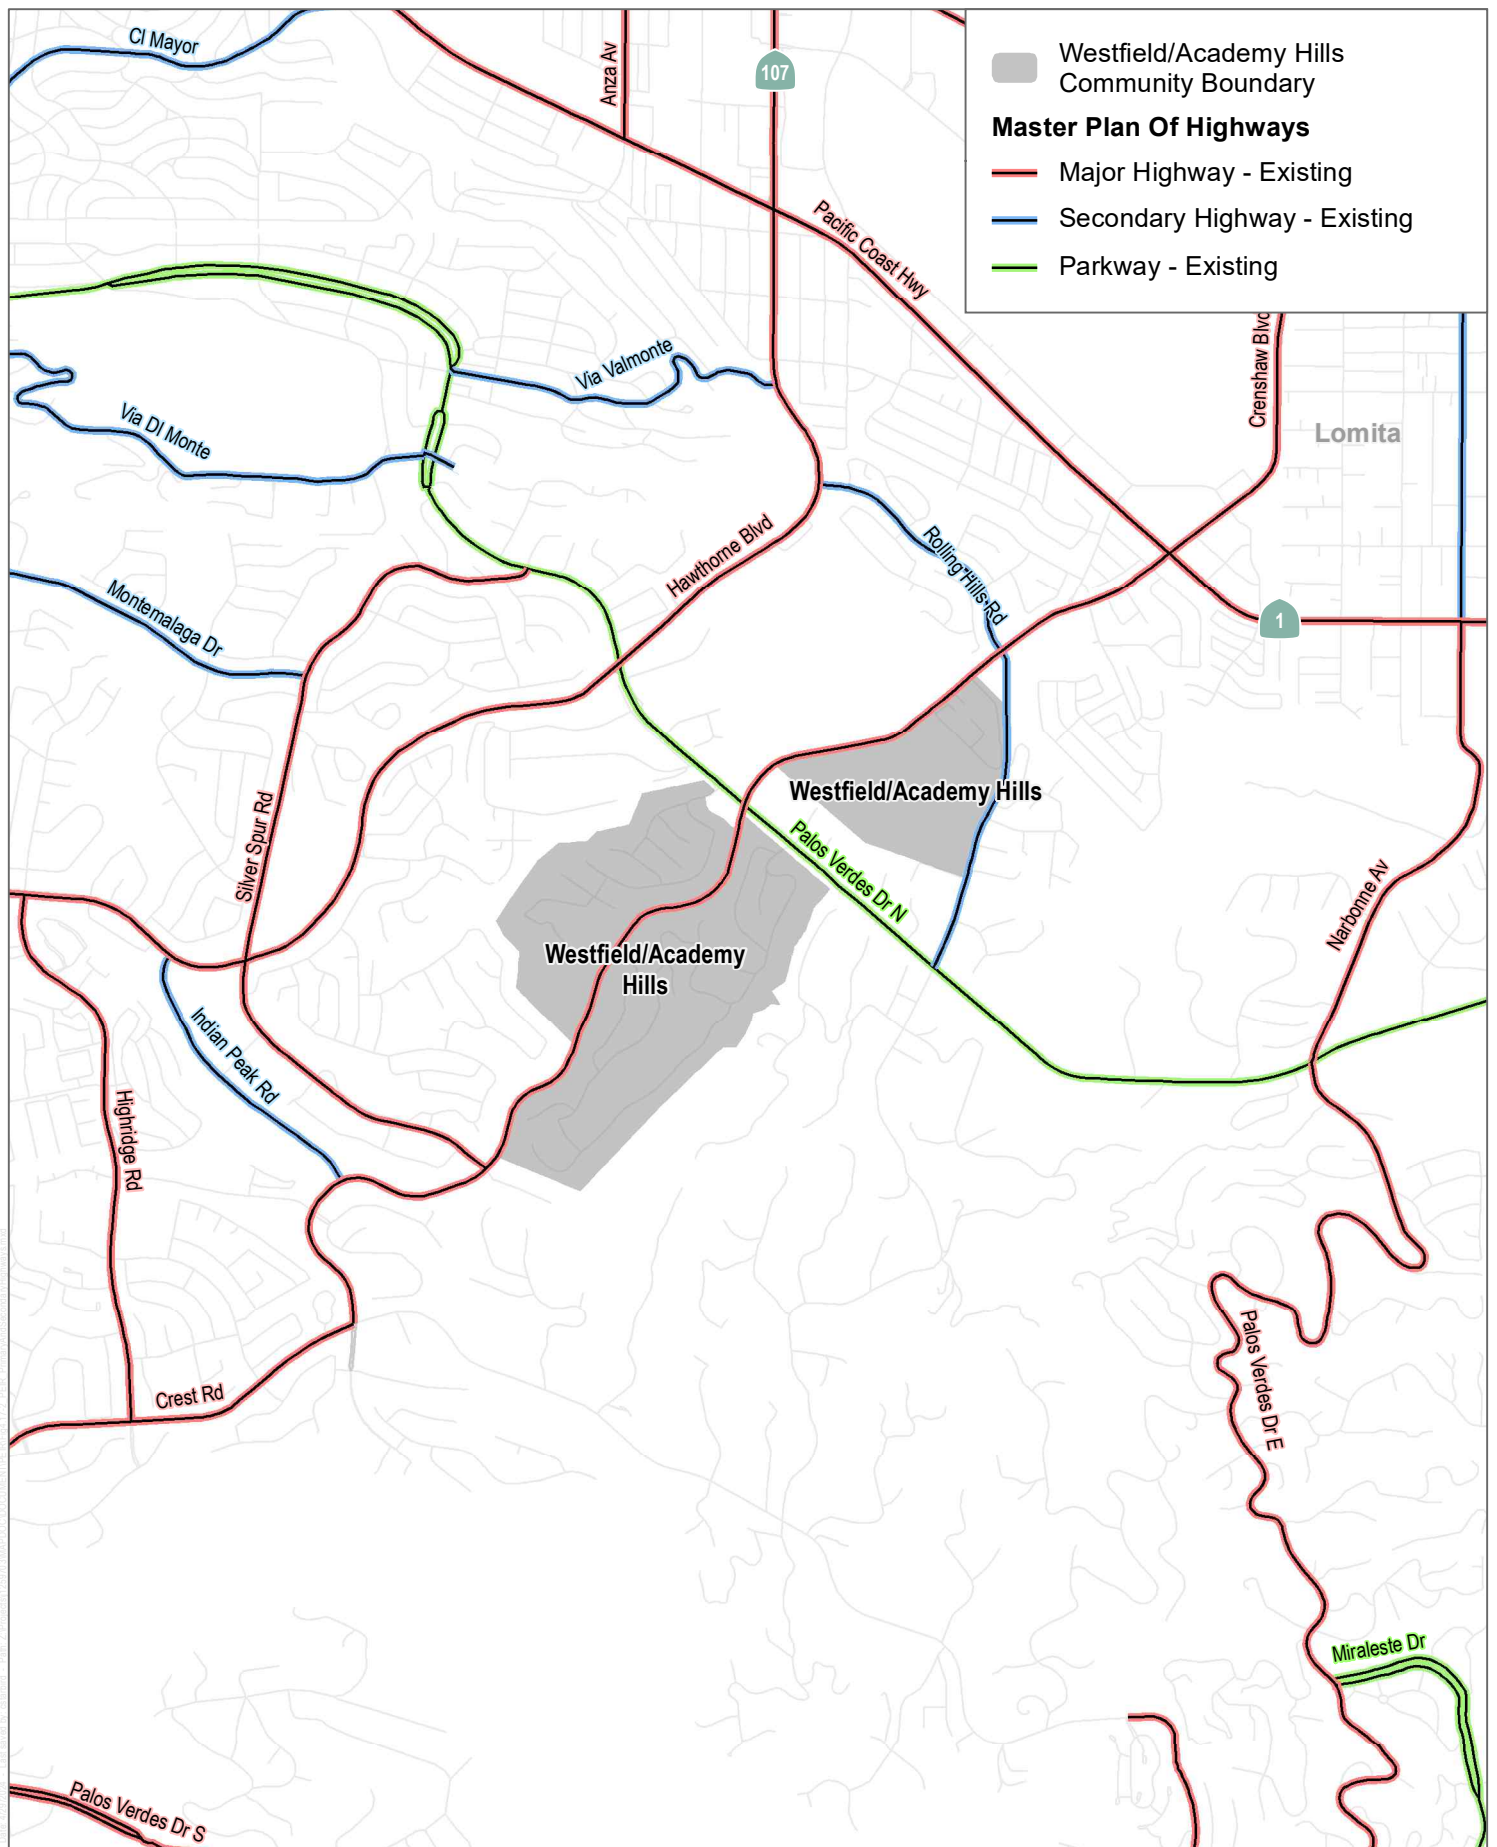 Cl Mayor
Anza Av
107
Westfield/Academy Hills
Community Boundary
Master Plan Of Highways
Major Highway - Existing
Secondary Highway - Existing
Parkway - Existing
Pacific Coast Hwy
Crenshaw Blvd
Via Valmonte
Via Dl Monte
Lomita
Hawthorne Blvd
Rolling Hills Rd
Montemalaga Dr
1
Westfield/Academy Hills
Silver Spur Rd
Palos Verdes Dr N
Narbonne Av
Westfield/Academy
Hills
Indian Peak Rd
Highridge Rd
Palos Verdes Dr E
Crest Rd
Miraleste Dr
Palos Verdes Dr S